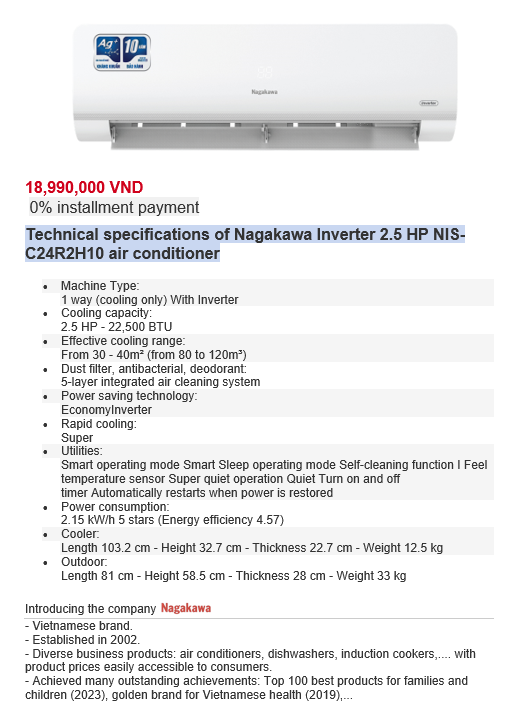 Ag+
10 NĂM
KHÁNG KHUẨN
BẢO HÀNH
Nagakawa
Inverter
18,990,000 VND
0% installment payment
Technical specifications of Nagakawa Inverter 2.5 HP NIS-
C24R2H10 air conditioner
• Machine Type:
1 way (cooling only) With Inverter
• Cooling capacity:
2.5 HP - 22,500 BTU
• Effective cooling range:
From 30 - 40m² (from 80 to 120m³)
• Dust filter, antibacterial, deodorant:
5-layer integrated air cleaning system
• Power saving technology:
EconomyInverter
• Rapid cooling:
Super
• Utilities:
Smart operating mode Smart Sleep operating mode Self-cleaning function I Feel
temperature sensor Super quiet operation Quiet Turn on and off
timer Automatically restarts when power is restored
• Power consumption:
2.15 kW/h 5 stars (Energy efficiency 4.57)
• Cooler:
Length 103.2 cm - Height 32.7 cm - Thickness 22.7 cm - Weight 12.5 kg
• Outdoor:
Length 81 cm - Height 58.5 cm - Thickness 28 cm - Weight 33 kg
Introducing the company Nagakawa
- Vietnamese brand.
- Established in 2002.
- Diverse business products: air conditioners, dishwashers, induction cookers,.... with
product prices easily accessible to consumers.
- Achieved many outstanding achievements: Top 100 best products for families and
children (2023), golden brand for Vietnamese health (2019),...